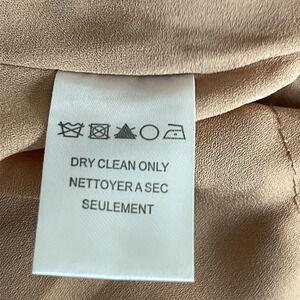 DRY CLEAN ONLY
NETTOYER A SEC
SEULEMENT